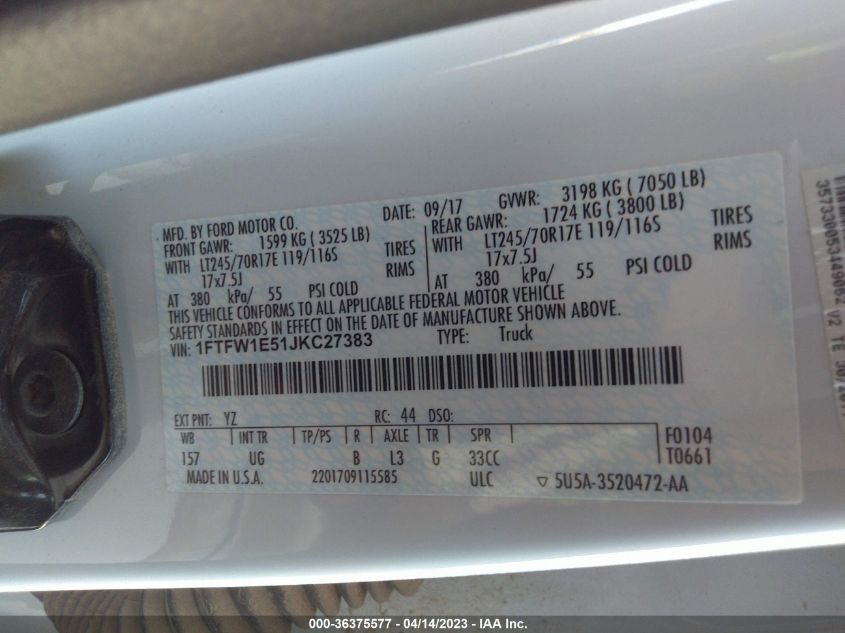 MFD. BY FORD MOTOR CO.
DATE: 09/17 GVWR: 3198 KG ( 7050 LB)
FRONT GAWR: 1599 KG ( 3525 LB)
REAR GAWR: 1724 KG ( 3800 LB)
WITH LT245/70R17E 119/116S TIRES
WITH LT245/70R17E 119/116S TIRES
17x7.5J RIMS
17x7.5J RIMS
AT 380 kPa/ 55 PSI COLD
AT 380 kPa/ 55 PSI COLD
THIS VEHICLE CONFORMS TO ALL APPLICABLE FEDERAL MOTOR VEHICLE
SAFETY STANDARDS IN EFFECT ON THE DATE OF MANUFACTURE SHOWN ABOVE.
VIN: 1FTFW1E51JKC27383 TYPE: Truck
EXT PNT: YZ RC: 44 DSO:
WB INT TR TP/PS R AXLE TR SPR F0104
157 UG B L3 G 33CC T0661
MADE IN U.S.A. 2201709115585 ULC 5U5A-3520472-AA
000-36375577 - 04/14/2023 - IAA Inc.